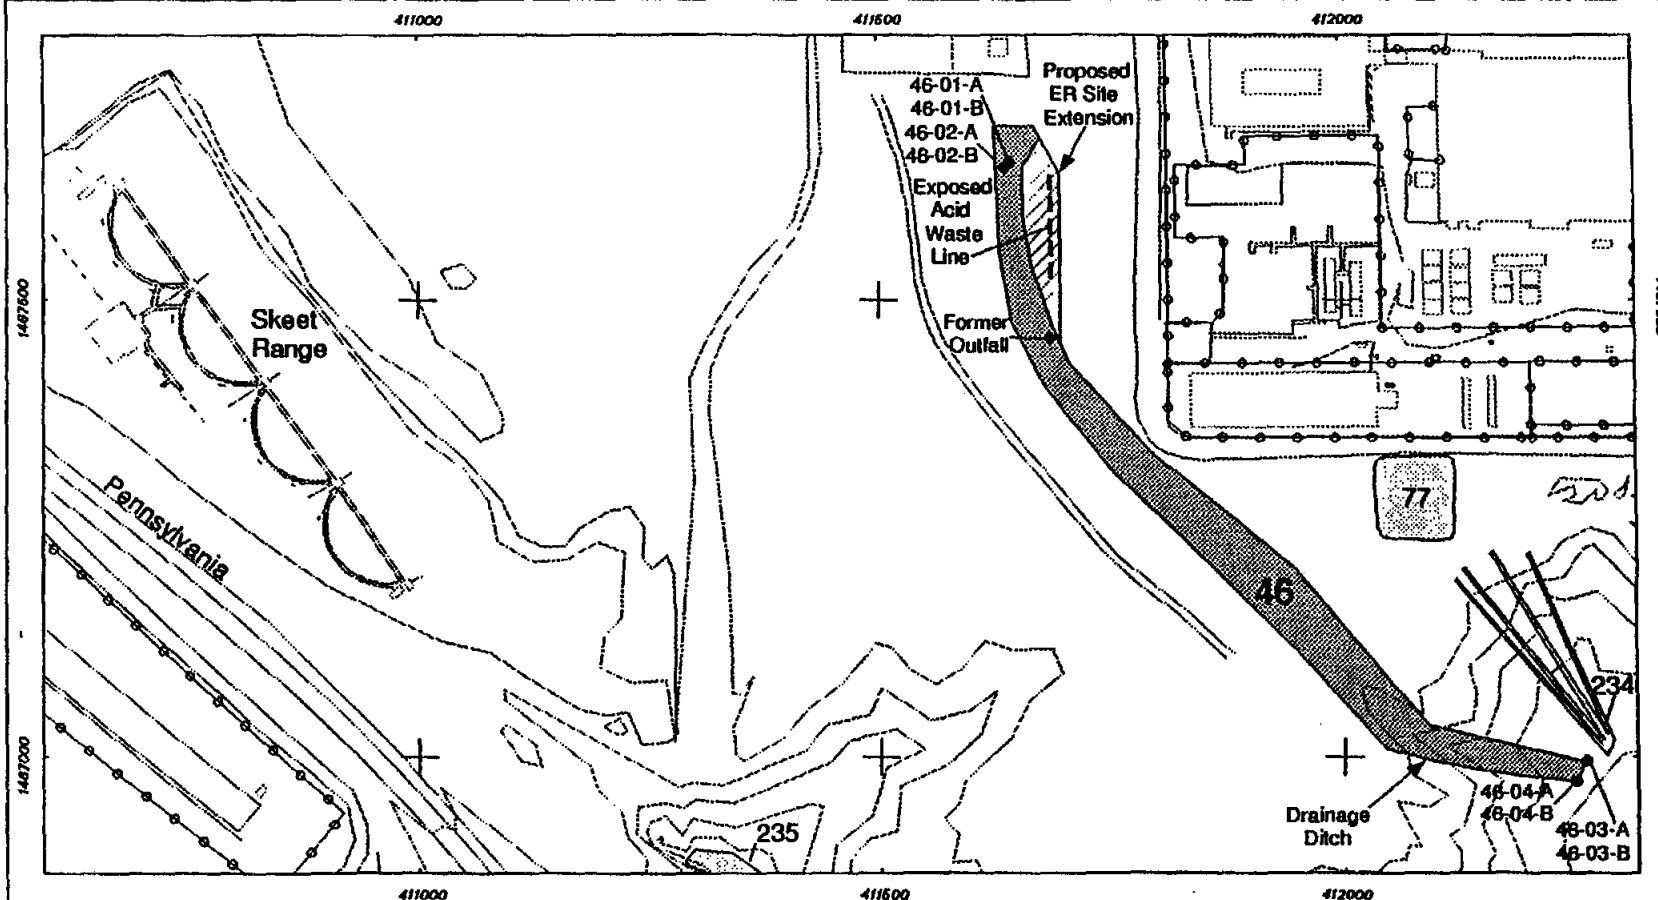 411000
411500
412000
46-01-A
46-01-B
46-02-A
46-02-B
Proposed
ER Site
Extension
Exposed
Acid
Waste
Line
1467500
Skeet
Range
Former
Outfall
Pennsylvania
77
46
234
1467000
46-04-A
46-04-B
Drainage
Ditch
46-03-A
46-03-B
235
411000
411500
412000